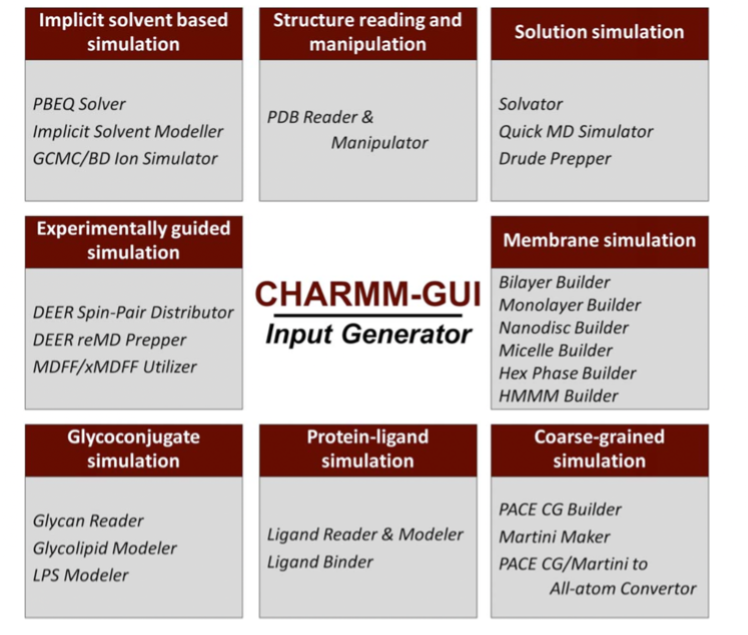 Implicit solvent based
simulation
PBEQ Solver
Implicit Solvent Modeller
GCMC/BD Ion Simulator
Structure reading and
manipulation
PDB Reader &
Manipulator
Solution simulation
Solvator
Quick MD Simulator
Drude Prepper
Experimentally guided
simulation
DEER Spin-Pair Distributor
DEER reMD Prepper
MDFF/xMDFF Utilizer
CHARMM-GUI
Input Generator
Membrane simulation
Bilayer Builder
Monolayer Builder
Nanodisc Builder
Micelle Builder
Hex Phase Builder
HMMM Builder
Glycoconjugate
simulation
Glycan Reader
Glycolipid Modeler
LPS Modeler
Protein-ligand
simulation
Ligand Reader & Modeler
Ligand Binder
Coarse-grained
simulation
PACE CG Builder
Martini Maker
PACE CG/Martini to
All-atom Convertor